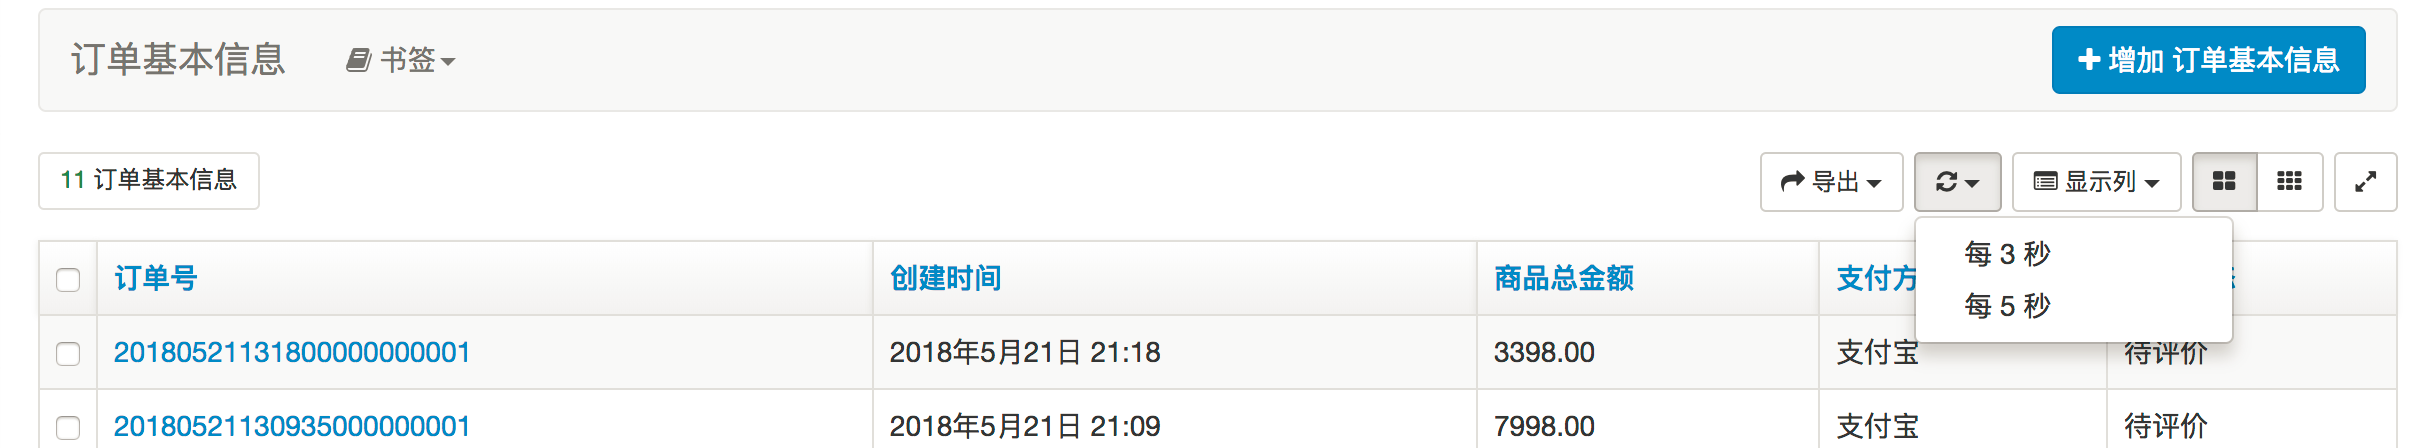 订单基本信息 书签 增加 订单基本信息
11 订单基本信息 导出 显示列
每 3 秒
每 5 秒
订单号 创建时间 商品总金额 支付方
20180521131800000000001 2018年5月21日 21:18 3398.00 支付宝 待评价
20180521130935000000001 2018年5月21日 21:09 7998.00 支付宝 待评价